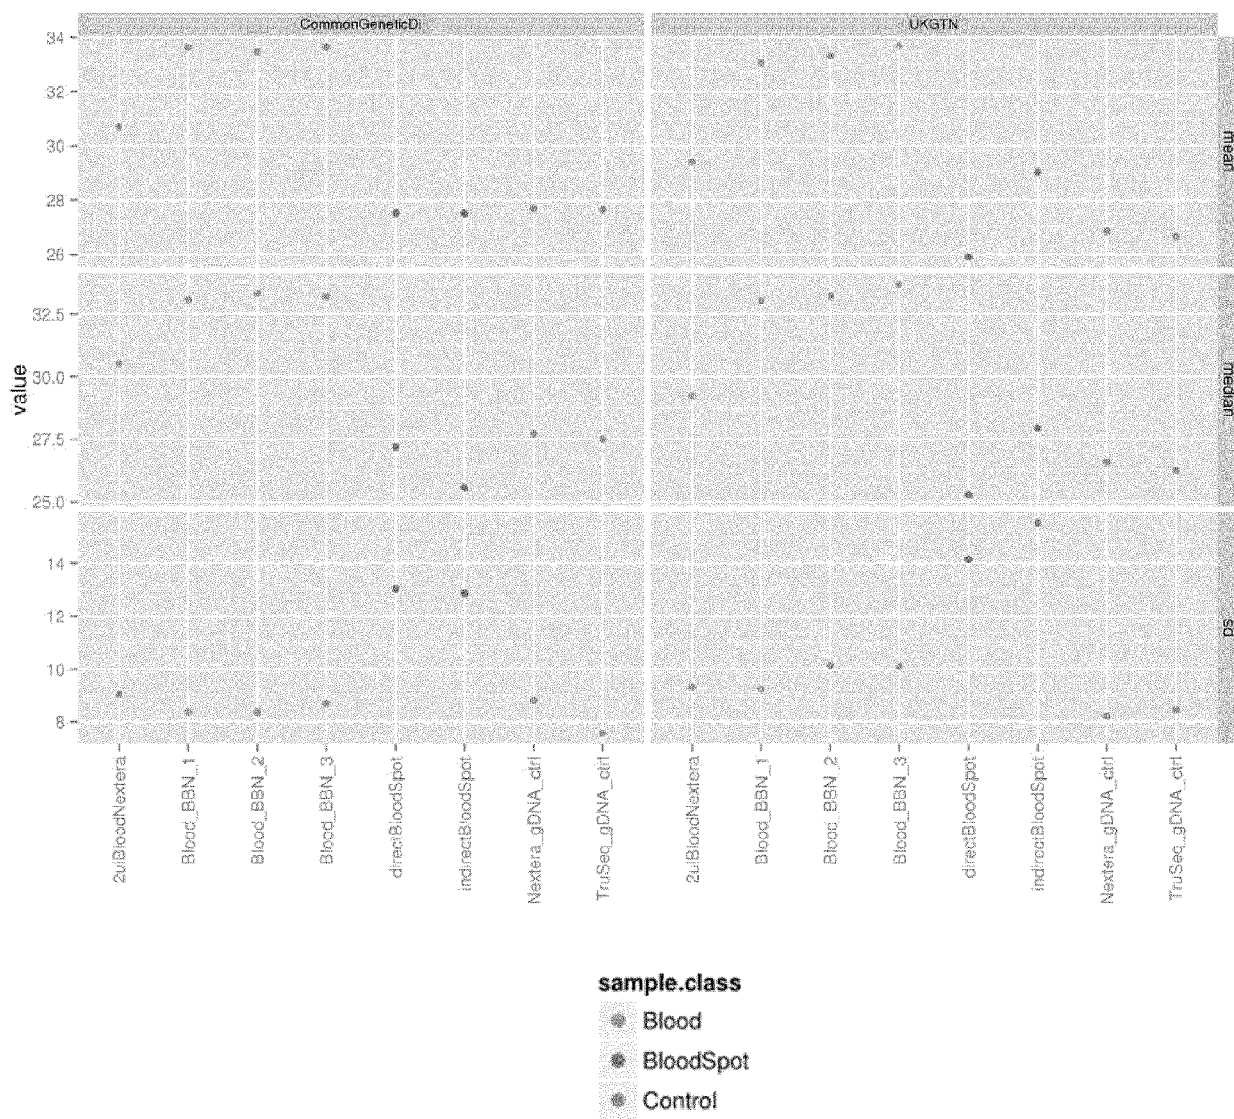 CommonGeneticDi
UKGTN
34
32
30
28
26
mean
32.5
30.0
27.5
25.0
median
14
12
10
8
sd
value
2ulBloodNextera
Blood_BBN_1
Blood_BBN_2
Blood_BBN_3
directBloodSpot
indirectBloodSpot
Nextera_gDNA_ctrl
TruSeq_gDNA_ctrl
2ulBloodNextera
Blood_BBN_1
Blood_BBN_2
Blood_BBN_3
directBloodSpot
indirectBloodSpot
Nextera_gDNA_ctrl
TruSeq_gDNA_ctrl
sample.class
Blood
BloodSpot
Control